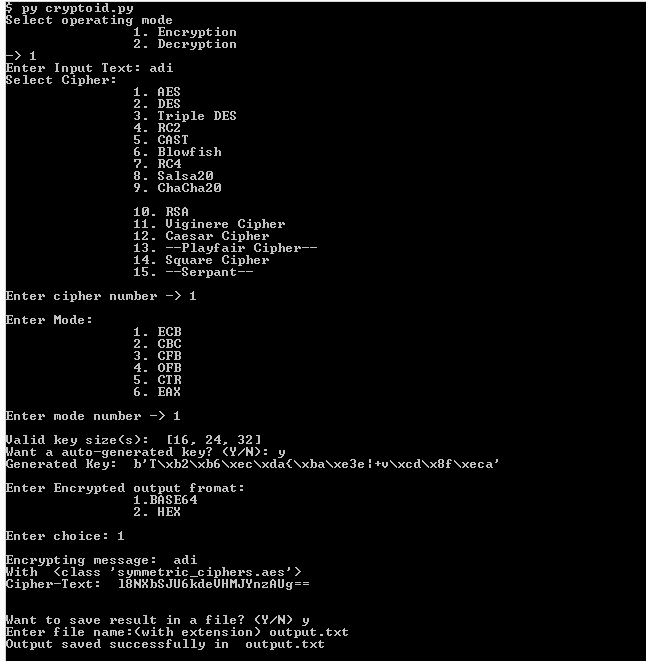 $ py cryptoid.py
Select operating mode
1. Encryption
2. Decryption
-> 1
Enter Input Text: adi
Select Cipher:
1. AES
2. DES
3. Triple DES
4. RC2
5. CAST
6. Blowfish
7. RC4
8. Salsa20
9. ChaCha20
10. RSA
11. Viginere Cipher
12. Caesar Cipher
13. --Playfair Cipher--
14. Square Cipher
15. --Serpant--
Enter cipher number -> 1
Enter Mode:
1. ECB
2. CBC
3. CFB
4. OFB
5. CTR
6. EAX
Enter mode number -> 1
Valid key size(s):  [16, 24, 32]
Want a auto-generated key? (Y/N): y
Generated Key:  b'T\xb2\xb6\xec\xda{\xba\xe3e|+v\xcd\x8f\xeca'
Enter Encrypted output fromat:
1.BASE64
2. HEX
Enter choice: 1
Encrypting message:  adi
With  <class 'symmetric_ciphers.aes'>
Cipher-Text:  l8NXbSJU6kdeVHMJYnzAUg==
Want to save result in a file? (Y/N) y
Enter file name:(with extension) output.txt
Output saved successfully in  output.txt